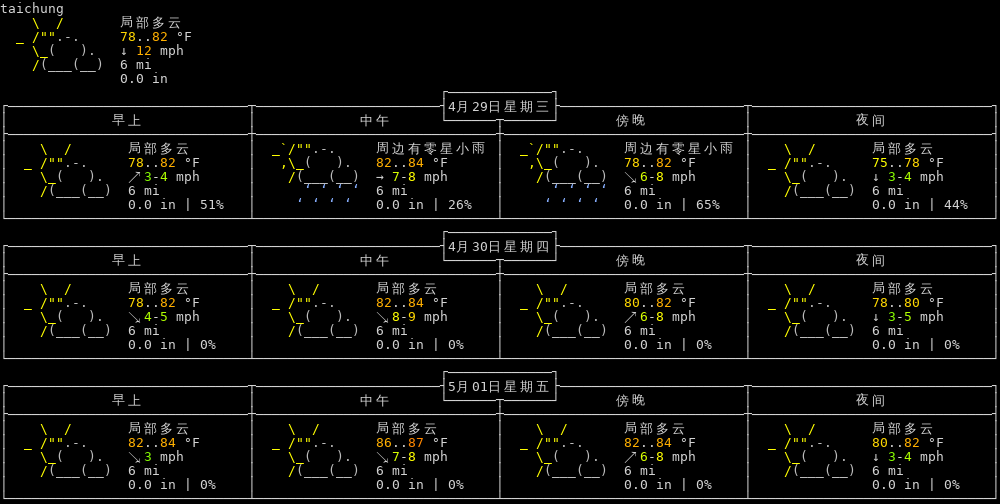 taichung
局部多云
78..82 °F
↓ 12 mph
6 mi
0.0 in
4月29日星期三
早上 中午 傍晚 夜间
局部多云 周边有零星小雨 周边有零星小雨 局部多云
78..82 °F 82..84 °F 78..82 °F 75..78 °F
↗ 3-4 mph → 7-8 mph ↘ 6-8 mph ↓ 3-4 mph
6 mi 6 mi 6 mi 6 mi
0.0 in | 51% 0.0 in | 26% 0.0 in | 65% 0.0 in | 44%
4月30日星期四
早上 中午 傍晚 夜间
局部多云 局部多云 局部多云 局部多云
78..82 °F 82..84 °F 80..82 °F 78..80 °F
↘ 4-5 mph ↘ 8-9 mph ↗ 6-8 mph ↓ 3-5 mph
6 mi 6 mi 6 mi 6 mi
0.0 in | 0% 0.0 in | 0% 0.0 in | 0% 0.0 in | 0%
5月01日星期五
早上 中午 傍晚 夜间
局部多云 局部多云 局部多云 局部多云
82..84 °F 86..87 °F 82..84 °F 80..82 °F
↘ 3 mph ↘ 7-8 mph ↗ 6-8 mph ↓ 3-4 mph
6 mi 6 mi 6 mi 6 mi
0.0 in | 0% 0.0 in | 0% 0.0 in | 0% 0.0 in | 0%